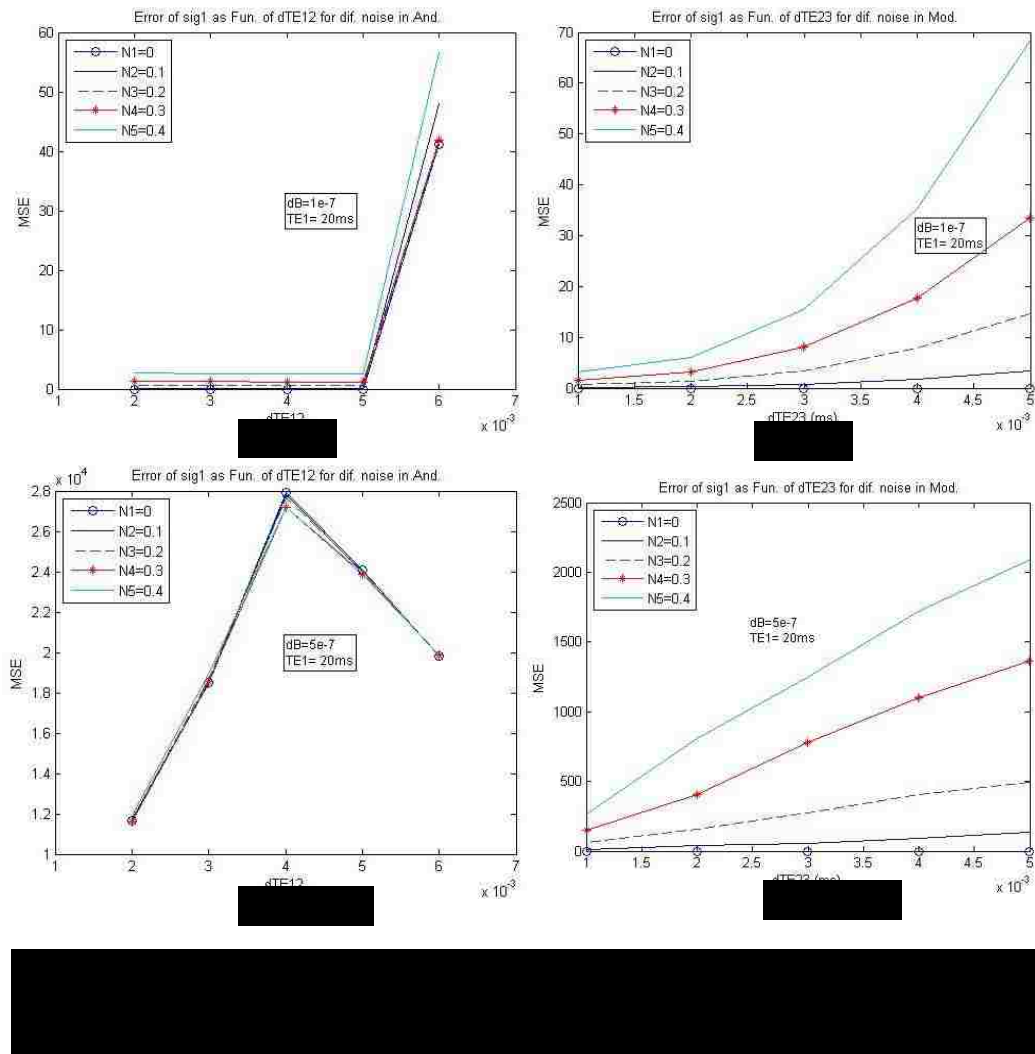 Error of sig1 as Fun. of dTE12 for dif. noise in And.
60
50
40
30
20
10
0
MSE
N1=0
N2=0.1
N3=0.2
N4=0.3
N5=0.4
dB=1e-7
TE1= 20ms
1 2 3 4 5 6 7
dTE12
x 10^-3
Error of sig1 as Fun. of dTE23 for dif. noise in Mod.
70
60
50
40
30
20
10
0
MSE
N1=0
N2=0.1
N3=0.2
N4=0.3
N5=0.4
dB=1e-7
TE1= 20ms
1 1.5 2 2.5 3 3.5 4 4.5 5
dTE23 (ms)
x 10^-3
Error of sig1 as Fun. of dTE12 for dif. noise in And.
x 10^4
2.8
2.6
2.4
2.2
2
1.8
1.6
1.4
1.2
1
MSE
N1=0
N2=0.1
N3=0.2
N4=0.3
N5=0.4
dB=5e-7
TE1= 20ms
1 2 3 4 5 6 7
dTE12
x 10^-3
Error of sig1 as Fun. of dTE23 for dif. noise in Mod.
2500
2000
1500
1000
500
0
MSE
N1=0
N2=0.1
N3=0.2
N4=0.3
N5=0.4
dB=5e-7
TE1= 20ms
1 1.5 2 2.5 3 3.5 4 4.5 5
dTE23 (ms)
x 10^-3